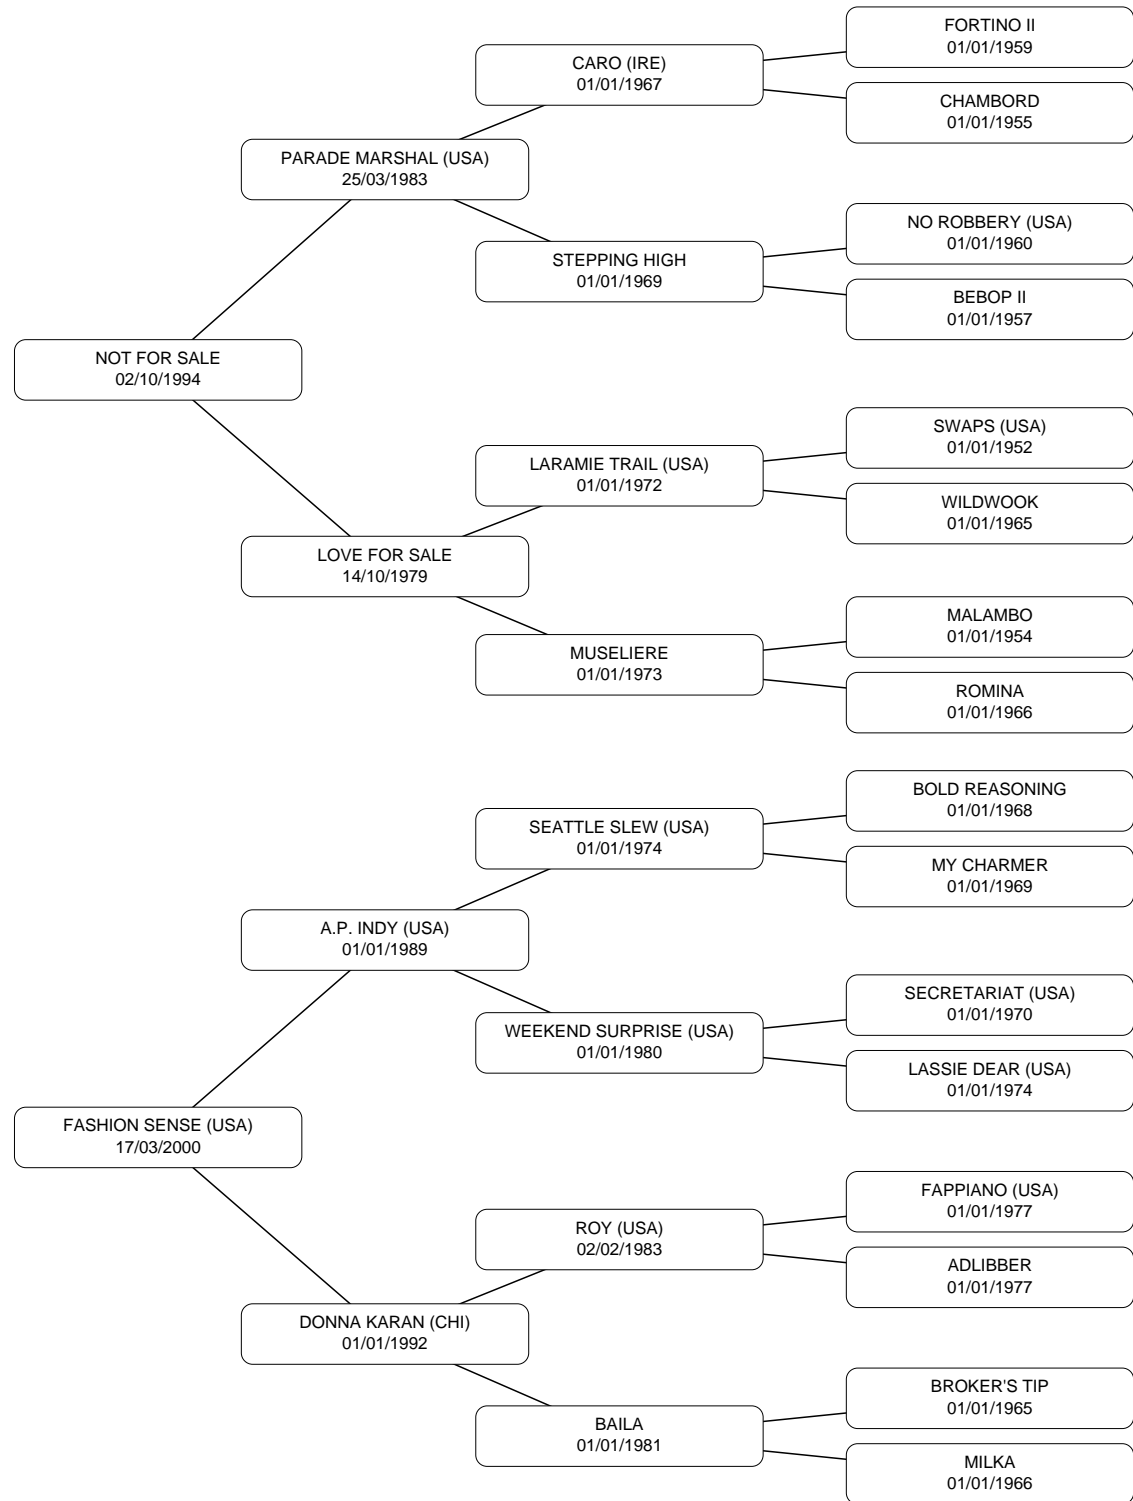 FORTINO II
01/01/1959
CARO (IRE)
01/01/1967
CHAMBORD
01/01/1955
PARADE MARSHAL (USA)
25/03/1983
NO ROBBERY (USA)
01/01/1960
STEPPING HIGH
01/01/1969
BEBOP II
01/01/1957
NOT FOR SALE
02/10/1994
SWAPS (USA)
01/01/1952
LARAMIE TRAIL (USA)
01/01/1972
WILDWOOK
01/01/1965
LOVE FOR SALE
14/10/1979
MALAMBO
01/01/1954
MUSELIERE
01/01/1973
ROMINA
01/01/1966
BOLD REASONING
01/01/1968
SEATTLE SLEW (USA)
01/01/1974
MY CHARMER
01/01/1969
A.P. INDY (USA)
01/01/1989
SECRETARIAT (USA)
01/01/1970
WEEKEND SURPRISE (USA)
01/01/1980
LASSIE DEAR (USA)
01/01/1974
FASHION SENSE (USA)
17/03/2000
FAPPIANO (USA)
01/01/1977
ROY (USA)
02/02/1983
ADLIBBER
01/01/1977
DONNA KARAN (CHI)
01/01/1992
BROKER'S TIP
01/01/1965
BAILA
01/01/1981
MILKA
01/01/1966